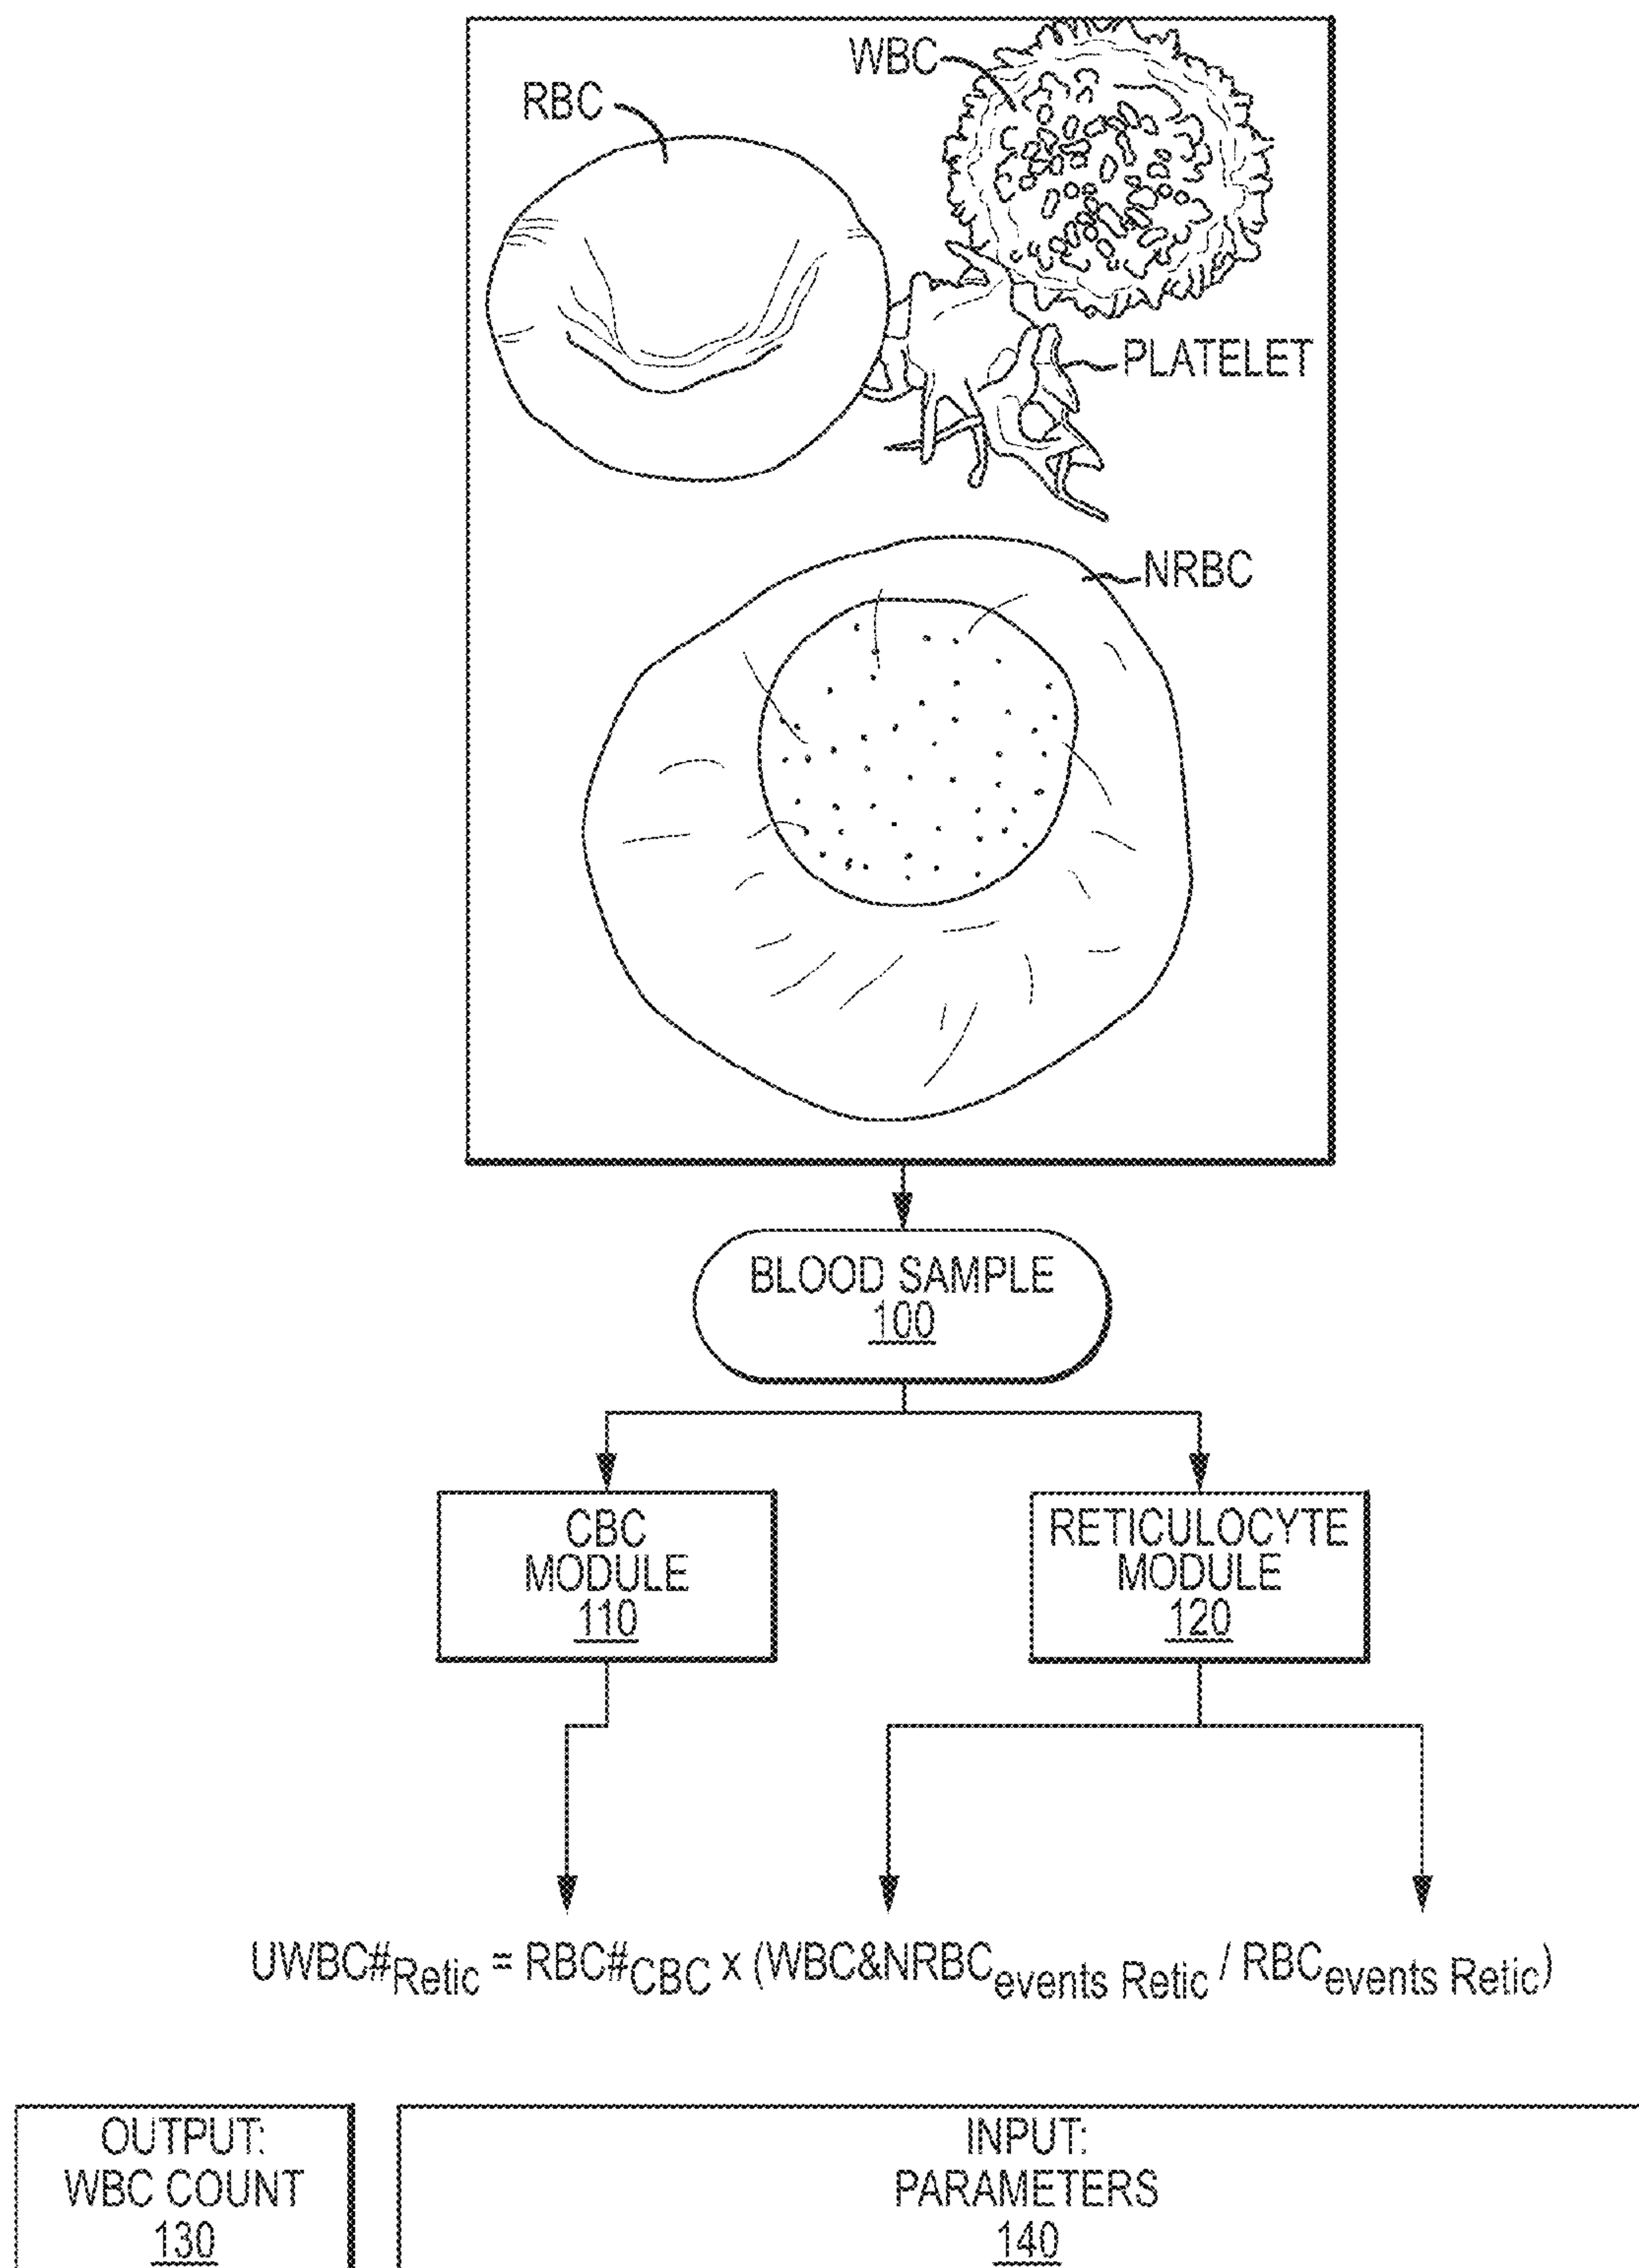 WBC
RBC
PLATELET
NRBC
BLOOD SAMPLE
100
CBC
MODULE
110
RETICULOCYTE
MODULE
120
UWBC#Retic = RBC#CBC x (WBC&NRBCevents Retic / RBCevents Retic)
OUTPUT:
WBC COUNT
130
INPUT:
PARAMETERS
140